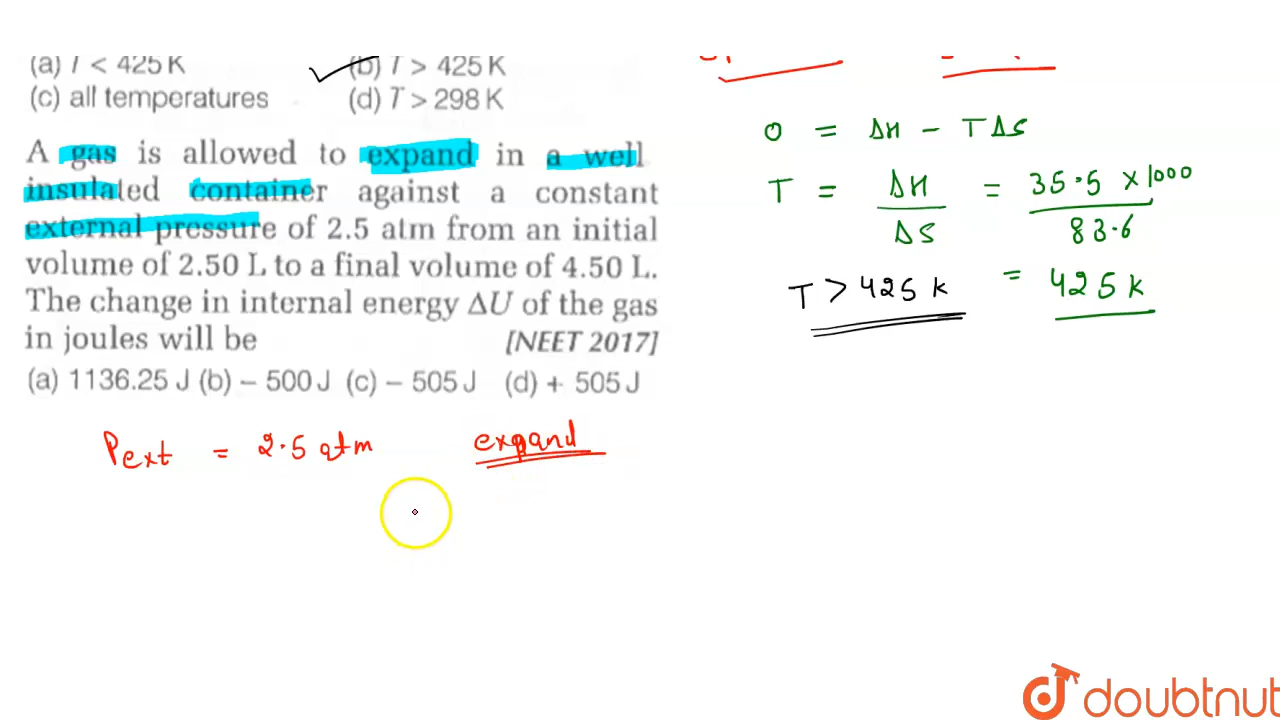 (a) T < 425 K (b) T > 425 K
(c) all temperatures (d) T > 298 K
A gas is allowed to expand in a well
insulated container against a constant
external pressure of 2.5 atm from an initial
volume of 2.50 L to a final volume of 4.50 L.
The change in internal energy ΔU of the gas
in joules will be [NEET 2017]
(a) 1136.25 J (b) – 500 J (c) – 505 J (d) + 505 J
Pext = 2.5 atm expand
0 = ΔH – TΔS
T = ΔH = 35.5 × 1000
ΔS 83.6
T > 425 K = 425 K
doubtnut